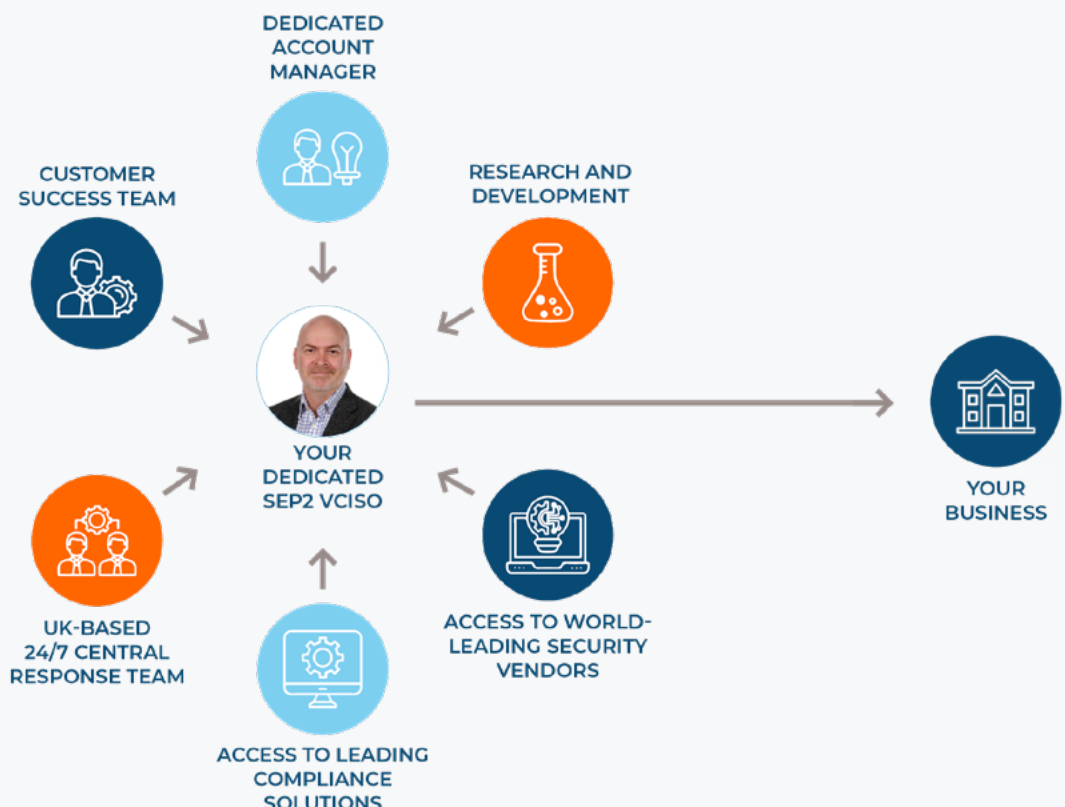 DEDICATED
ACCOUNT
MANAGER
CUSTOMER
SUCCESS TEAM
RESEARCH AND
DEVELOPMENT
YOUR
DEDICATED
SEP2 VCISO
YOUR
BUSINESS
UK-BASED
24/7 CENTRAL
RESPONSE TEAM
ACCESS TO WORLD-
LEADING SECURITY
VENDORS
ACCESS TO LEADING
COMPLIANCE
SOLUTIONS